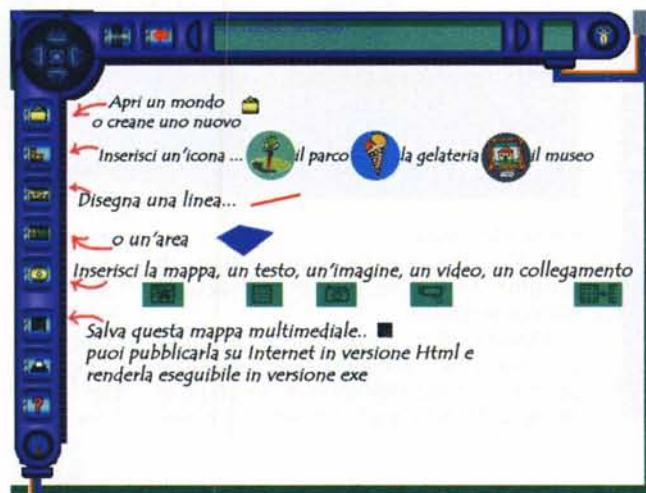 Apri un mondo
o creane uno nuovo
Inserisci un'icona ... il parco la gelateria il museo
Disegna una linea...
o un'area
Inserisci la mappa, un testo, un'imagine, un video, un collegamento
Salva questa mappa multimediale..
puoi pubblicarla su Internet in versione Html e
renderla eseguibile in versione exe